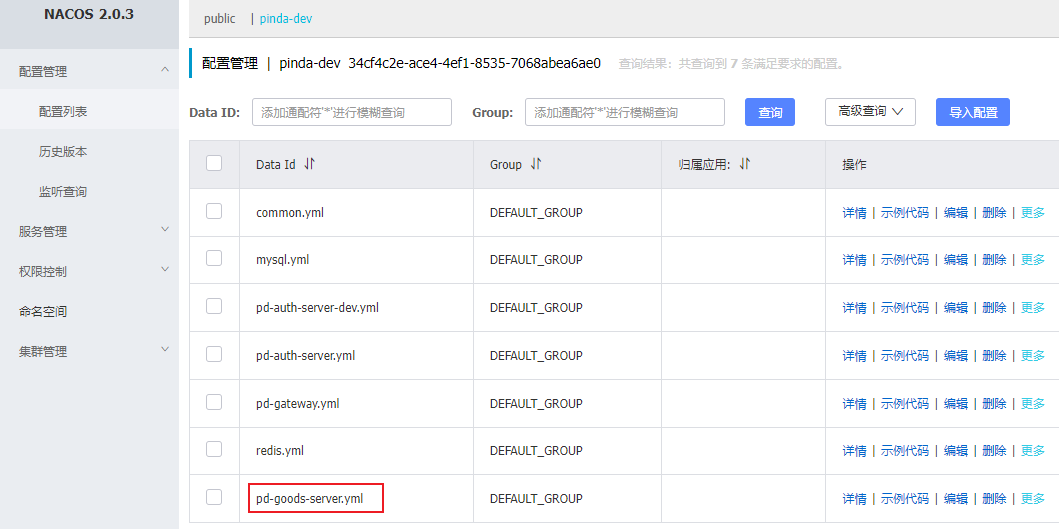 NACOS 2.0.3
配置管理
配置列表
历史版本
监听查询
服务管理
权限控制
命名空间
集群管理
public | pinda-dev
配置管理 | pinda-dev 34cf4c2e-ace4-4ef1-8535-7068abea6ae0 查询结果：共查询到 7 条满足要求的配置。
Data ID: 添加通配符'*'进行模糊查询 Group: 添加通配符'*'进行模糊查询 查询 高级查询 导入配置
Data Id Group 归属应用: 操作
common.yml DEFAULT_GROUP 详情 | 示例代码 | 编辑 | 删除 | 更多
mysql.yml DEFAULT_GROUP 详情 | 示例代码 | 编辑 | 删除 | 更多
pd-auth-server-dev.yml DEFAULT_GROUP 详情 | 示例代码 | 编辑 | 删除 | 更多
pd-auth-server.yml DEFAULT_GROUP 详情 | 示例代码 | 编辑 | 删除 | 更多
pd-gateway.yml DEFAULT_GROUP 详情 | 示例代码 | 编辑 | 删除 | 更多
redis.yml DEFAULT_GROUP 详情 | 示例代码 | 编辑 | 删除 | 更多
pd-goods-server.yml DEFAULT_GROUP 详情 | 示例代码 | 编辑 | 删除 | 更多